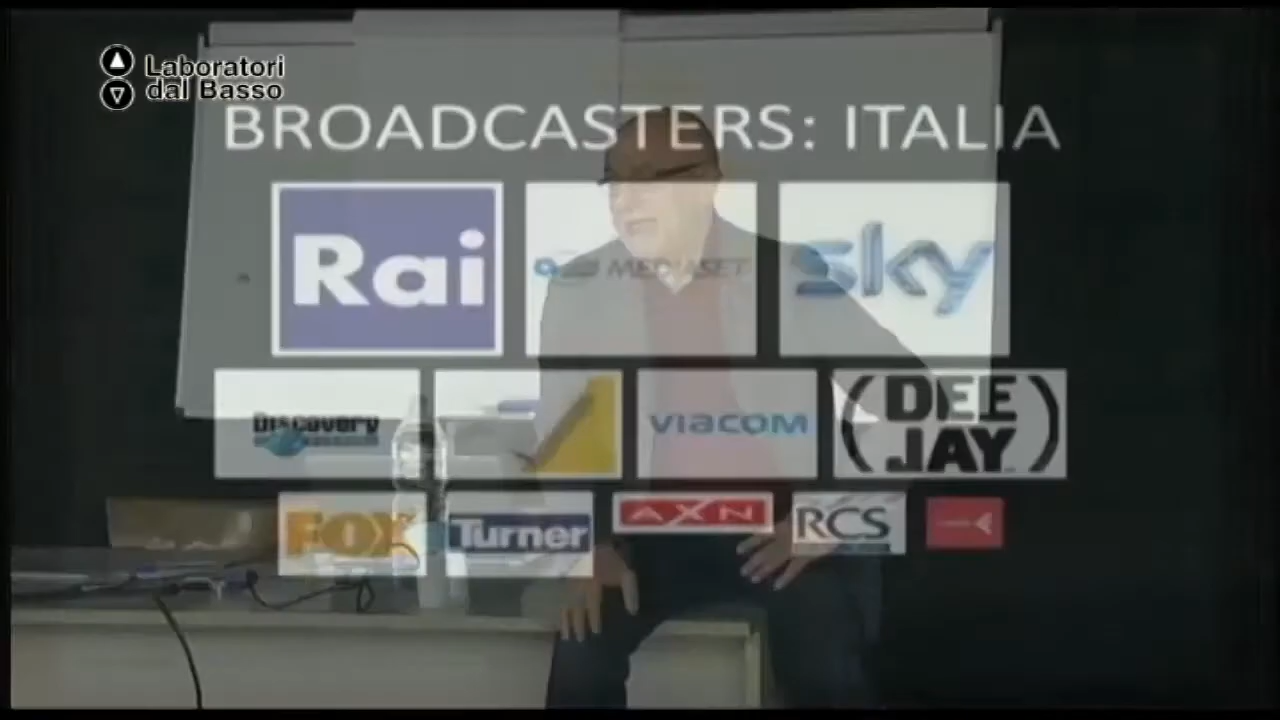 Laboratori
dal Basso
BROADCASTERS: ITALIA
Rai
MEDIASET
sky
Discovery
VIACOM
(DEE
JAY)
FOX
Turner
AXN
RCS